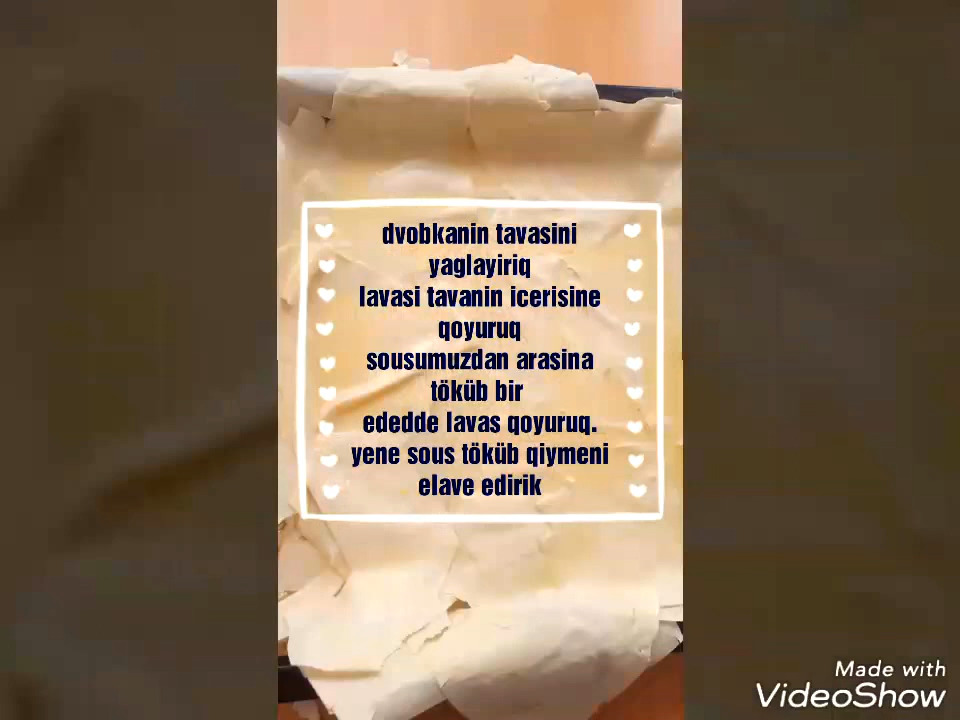 dvobkanin tavasini
yaglayiriq
lavasi tavanin icerisine
qoyuruq
sousumuzdan arasina
töküb bir
ededde lavas qoyuruq.
yene sous töküb qiymeni
elave edirik
Made with
VideoShow